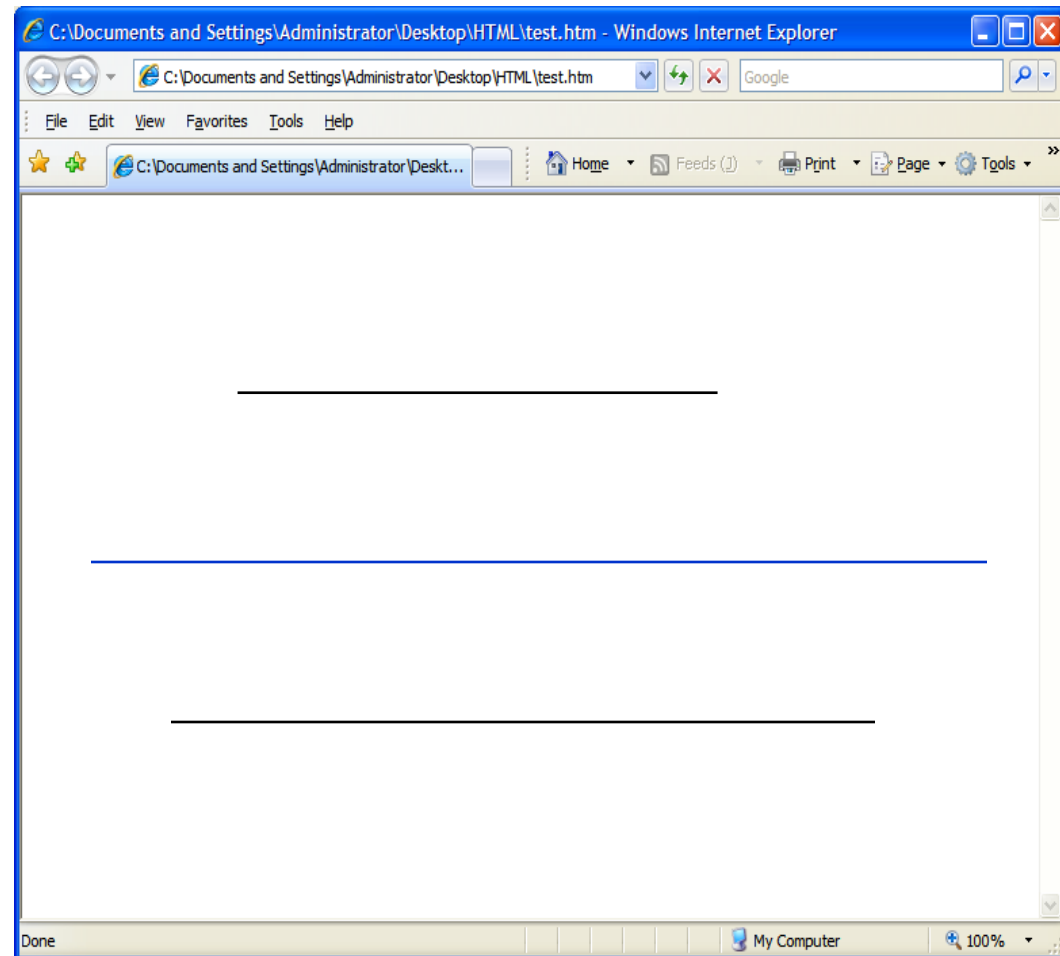 C:\Documents and Settings\Administrator\Desktop\HTML\test.htm - Windows Internet Explorer
C:\Documents and Settings\Administrator\Desktop\HTML\test.htm Google
File Edit View Favorites Tools Help
C:\Documents and Settings\Administrator\Deskt... Home Feeds (J) Print Page Tools »
Done My Computer 100%